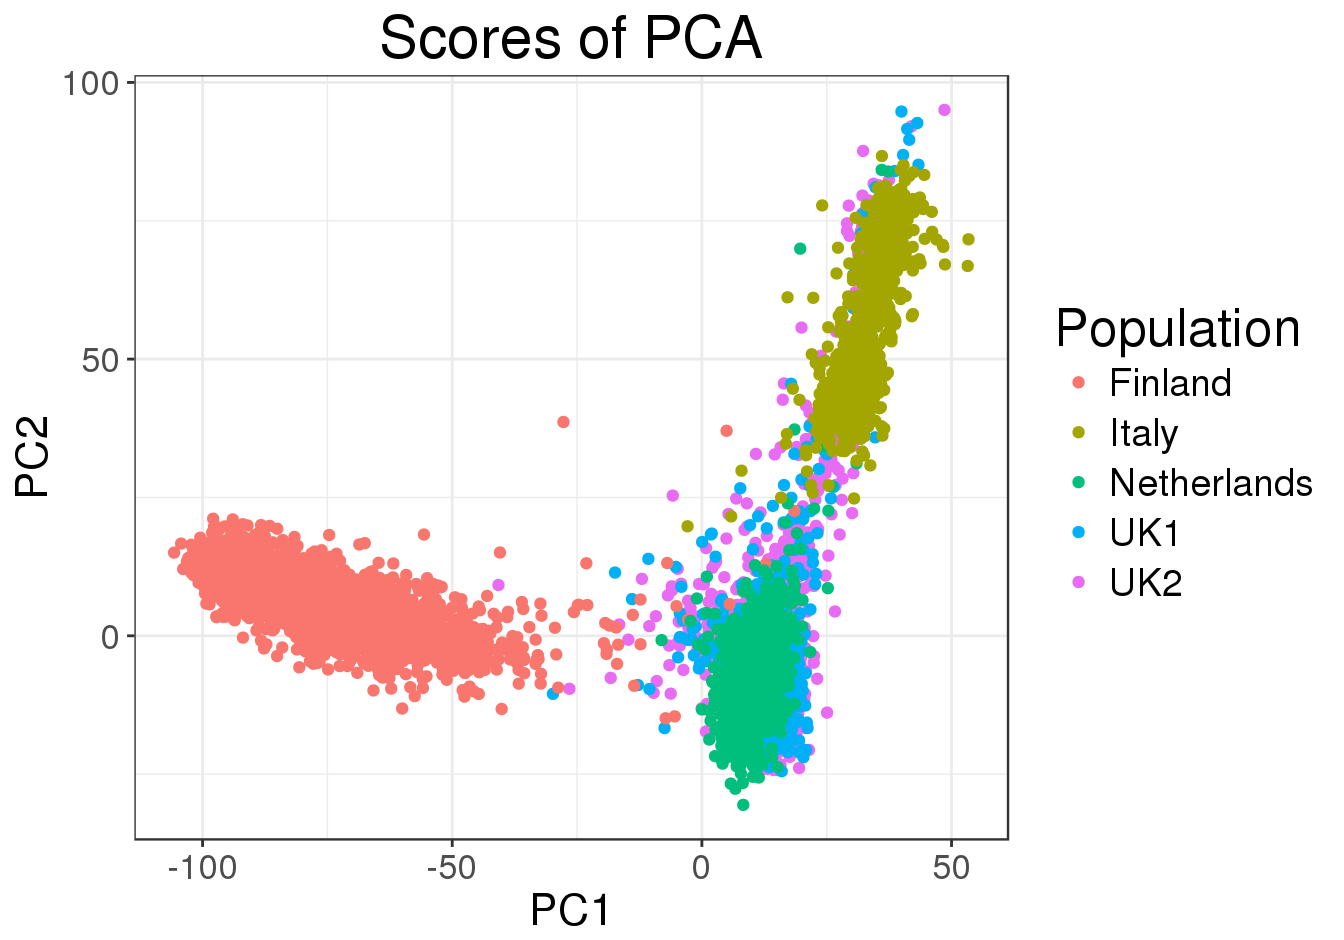 Scores of PCA
100
50
0
PC2
-100
-50
0
50
PC1
Population
Finland
Italy
Netherlands
UK1
UK2